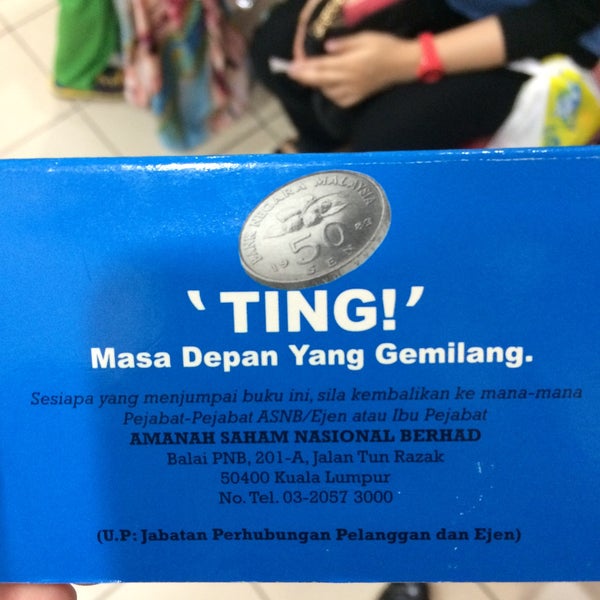 BANK NEGARA MALAYSIA
50
SEN
‘TING!’
Masa Depan Yang Gemilang.
Sesiapa yang menjumpai buku ini, sila kembalikan ke mana-mana
Pejabat-Pejabat ASNB/Ejen atau Ibu Pejabat
AMANAH SAHAM NASIONAL BERHAD
Balai PNB, 201-A, Jalan Tun Razak
50400 Kuala Lumpur
No. Tel. 03-2057 3000
(U.P: Jabatan Perhubungan Pelanggan dan Ejen)